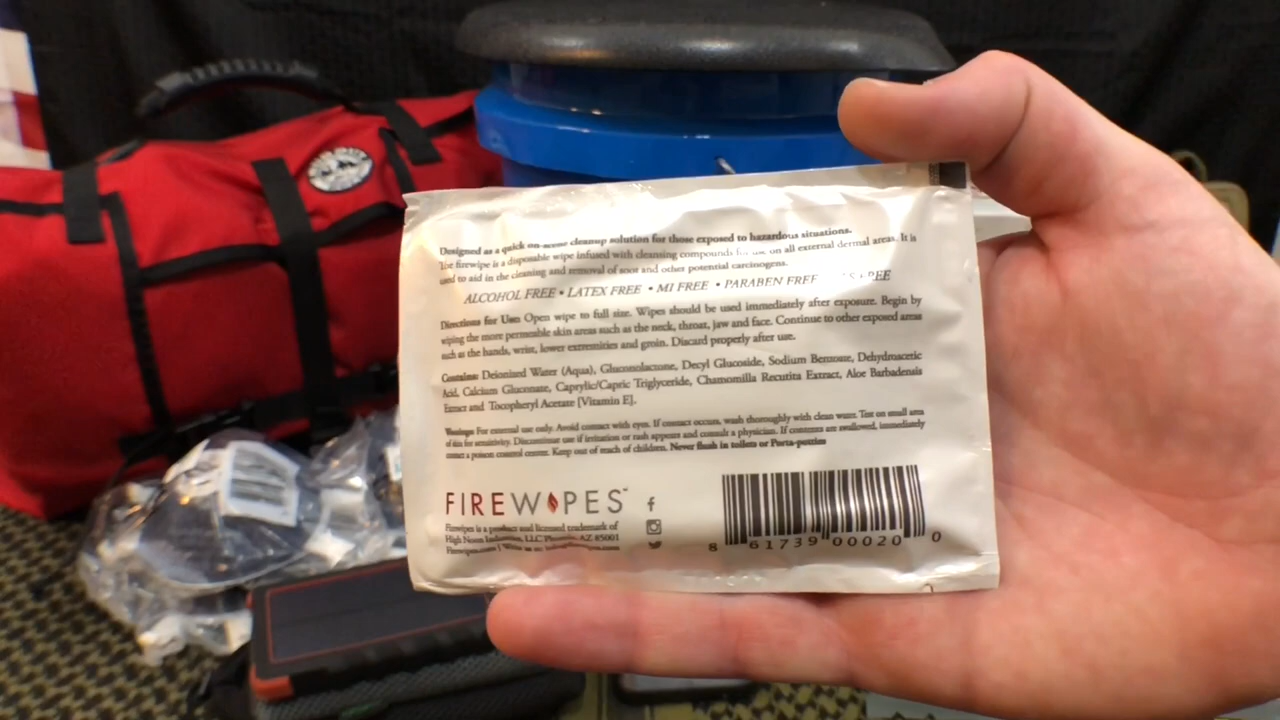 Designed as a quick on-scene cleanup solution for those exposed to hazardous situations.
The firewipe is a disposable wipe infused with cleansing compounds for use on all external dermal areas. It is
used to aid in the cleaning and removal of soot and other potential carcinogens.
ALCOHOL FREE • LATEX FREE • MI FREE • PARABEN FREE
Directions for Use: Open wipe to full size. Wipes should be used immediately after exposure. Begin by
wiping the more permeable skin areas such as the neck, throat, jaw and face. Continue to other exposed areas
such as the hands, wrist, lower extremities and groin. Discard properly after use.
Contains: Deionized Water (Aqua), Gluconolactone, Decyl Glucoside, Sodium Benzoate, Dehydroacetic
Acid, Calcium Gluconate, Caprylic/Capric Triglyceride, Chamomilla Recutita Extract, Aloe Barbadensis
Extract and Tocopheryl Acetate [Vitamin E].
Warnings: For external use only. Avoid contact with eyes. If contact occurs, wash thoroughly with clean water. Test on small area
of skin for sensitivity. Discontinue use if irritation or rash appears and consult a physician. If contents are swallowed, immediately
contact a poison control center. Keep out of reach of children. Never flush in toilets or Porta-potties
FIREWIPES™
Firewipes is a product and licensed trademark of
High Noon Industries, LLC Phoenix, AZ 85001
Firewipes.com |
8 61739 00020 0